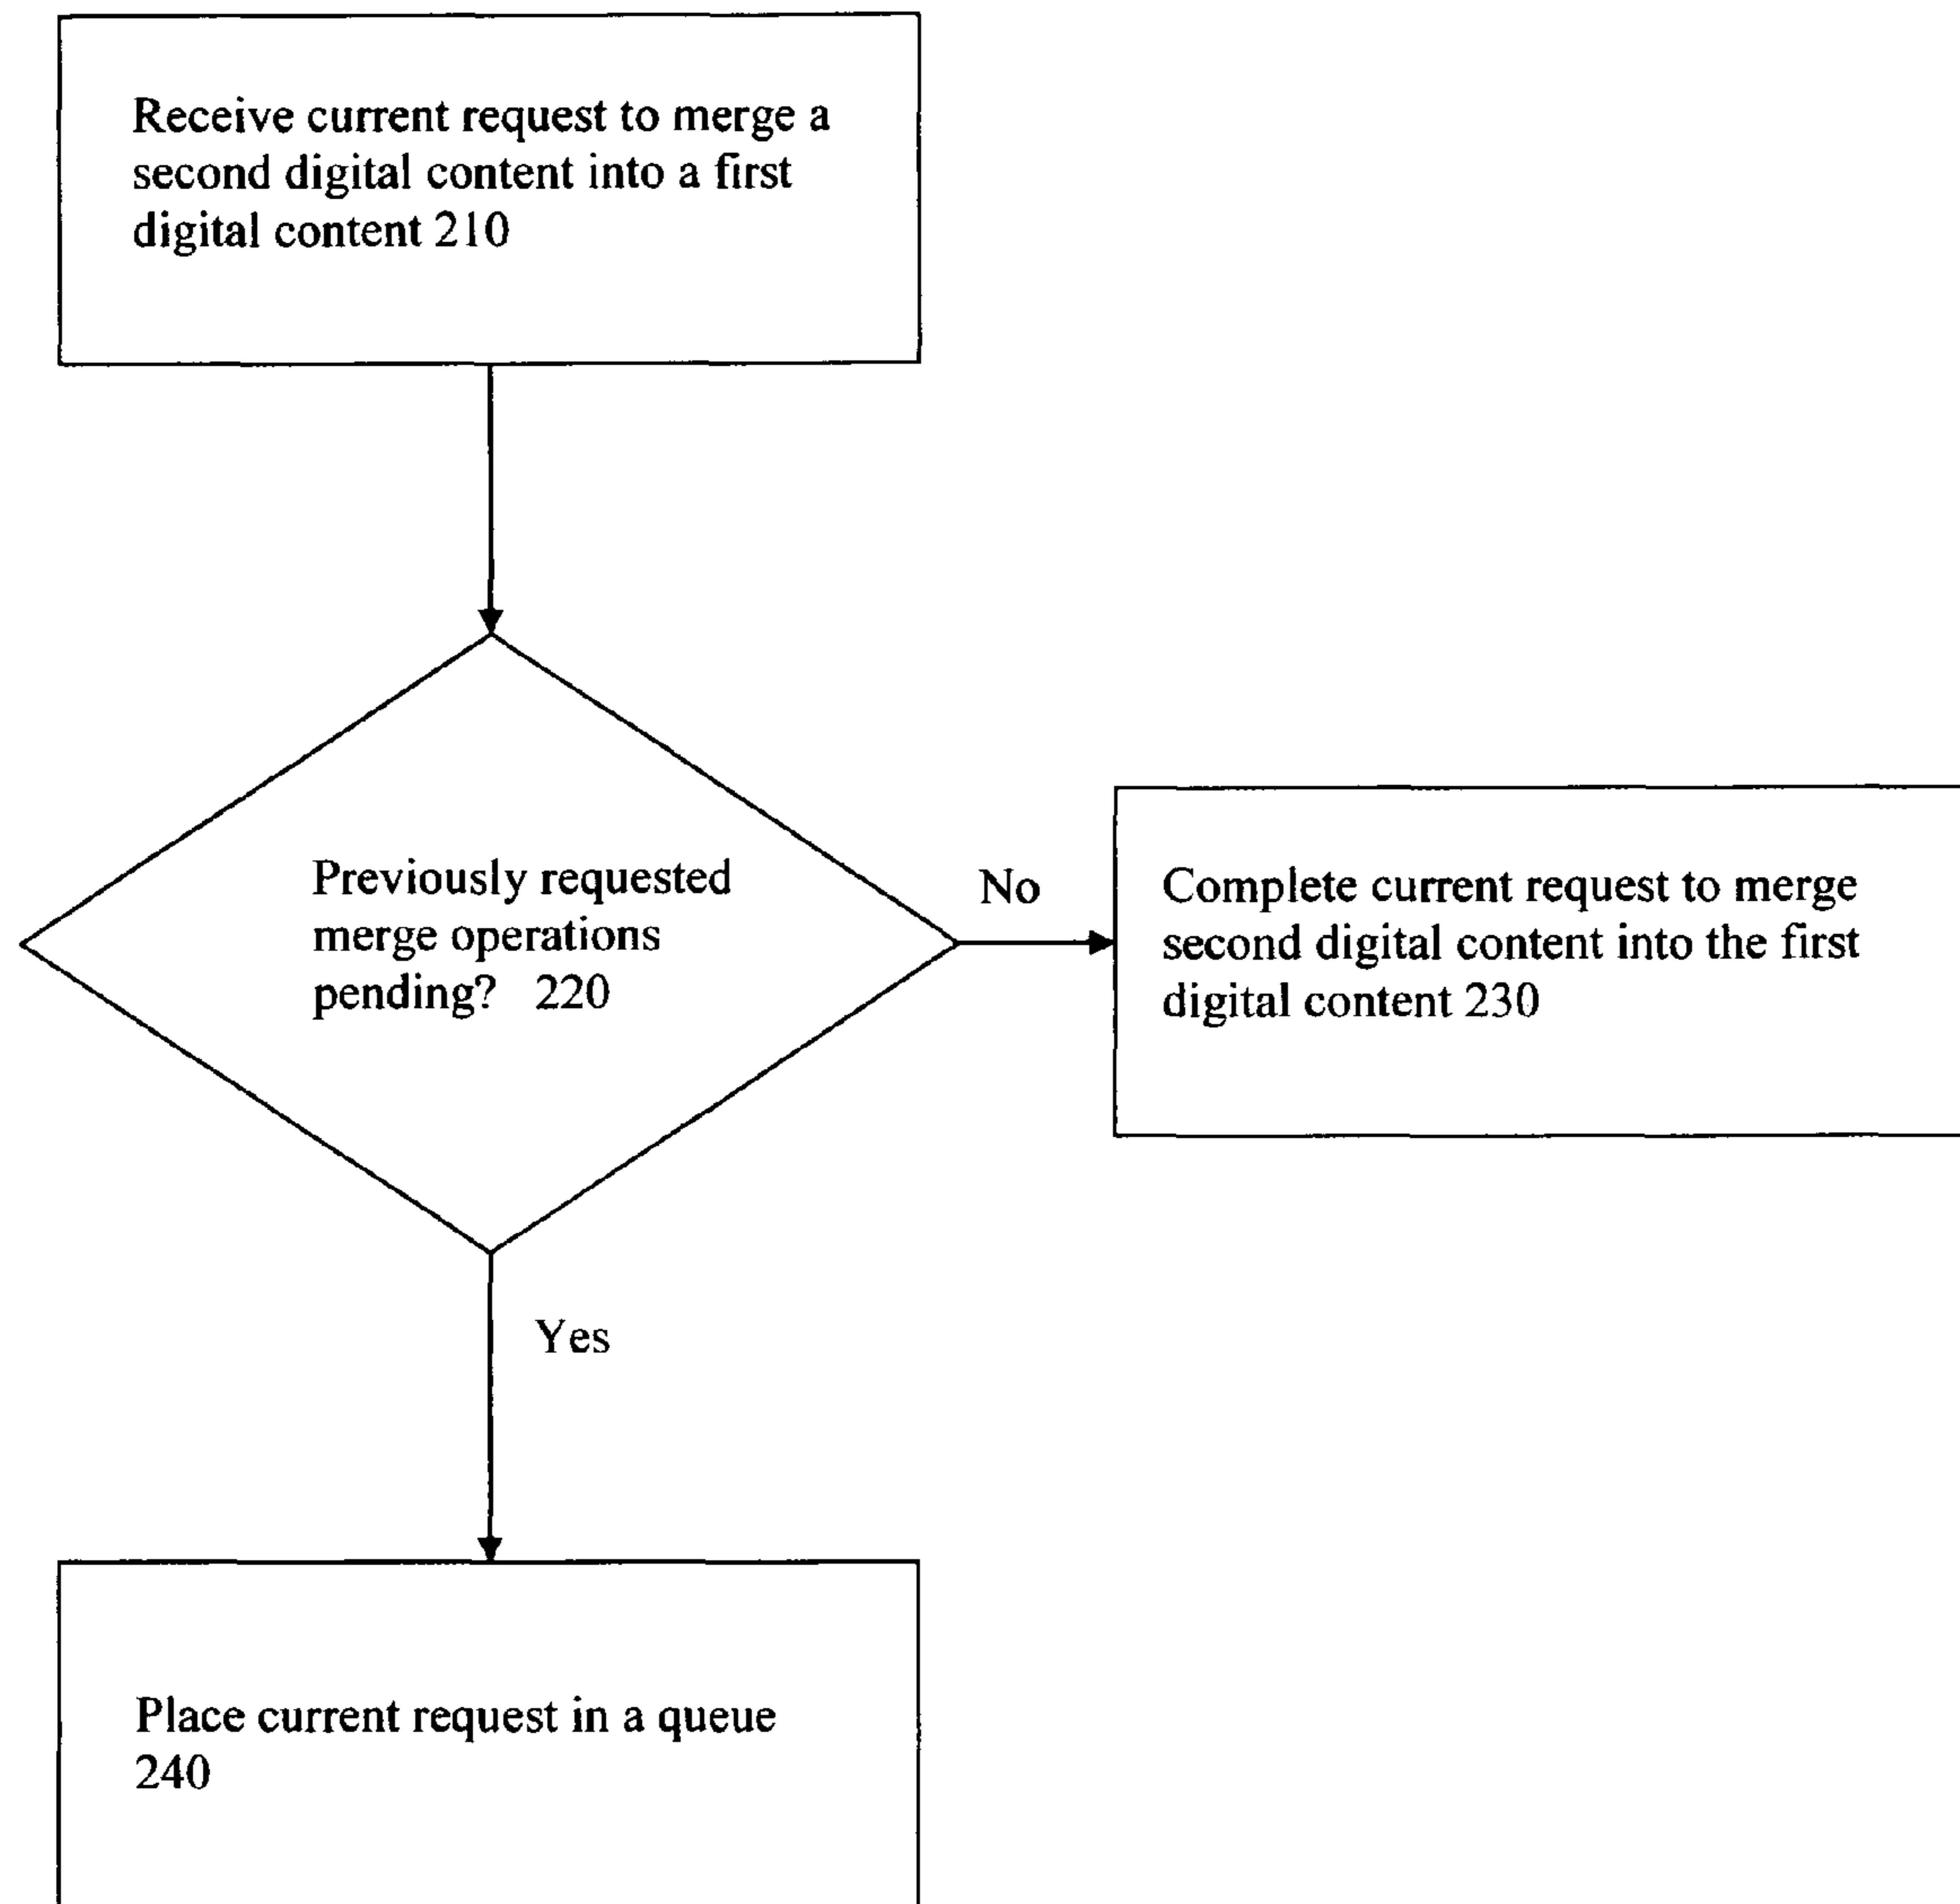 Receive current request to merge a
second digital content into a first
digital content 210
Previously requested
merge operations
pending? 220
No
Complete current request to merge
second digital content into the first
digital content 230
Yes
Place current request in a queue
240